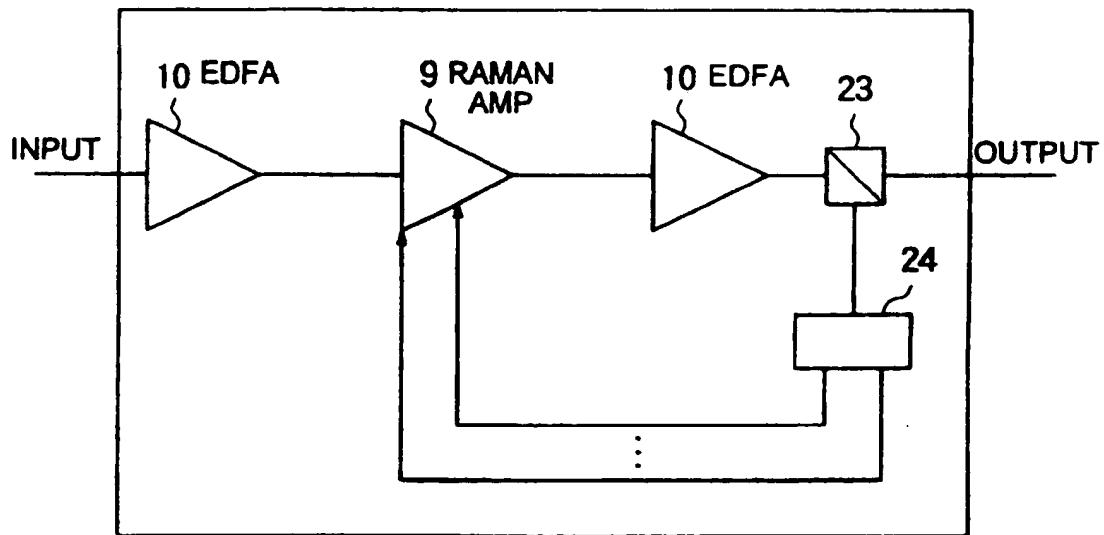 10 EDFA
9 RAMAN
AMP
10 EDFA
23
INPUT
OUTPUT
24